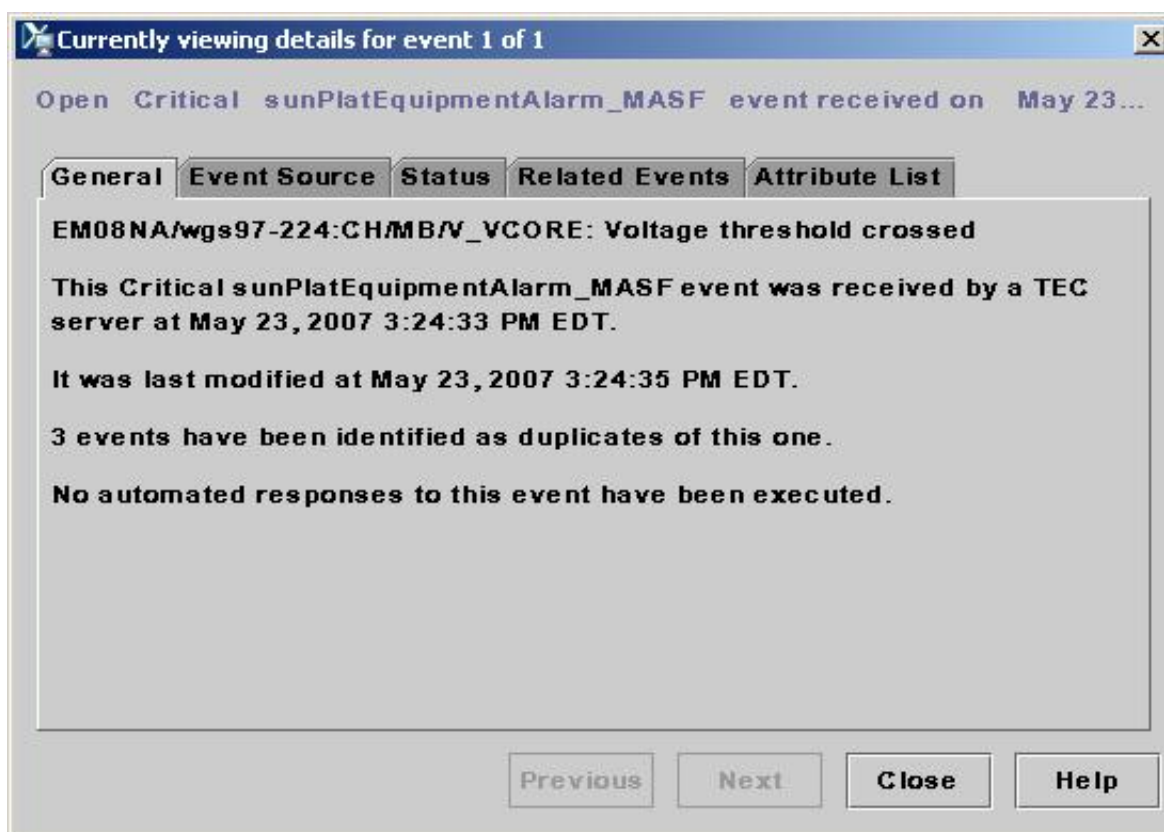 Currently viewing details for event 1 of 1
Open Critical sunPlatEquipmentAlarm_MASF event received on May 23...
General Event Source Status Related Events Attribute List
EM08NA/wgs97-224:CH/MB/V_VCORE: Voltage threshold crossed
This Critical sunPlatEquipmentAlarm_MASF event was received by a TEC
server at May 23, 2007 3:24:33 PM EDT.
It was last modified at May 23, 2007 3:24:35 PM EDT.
3 events have been identified as duplicates of this one.
No automated responses to this event have been executed.
Previous Next Close Help